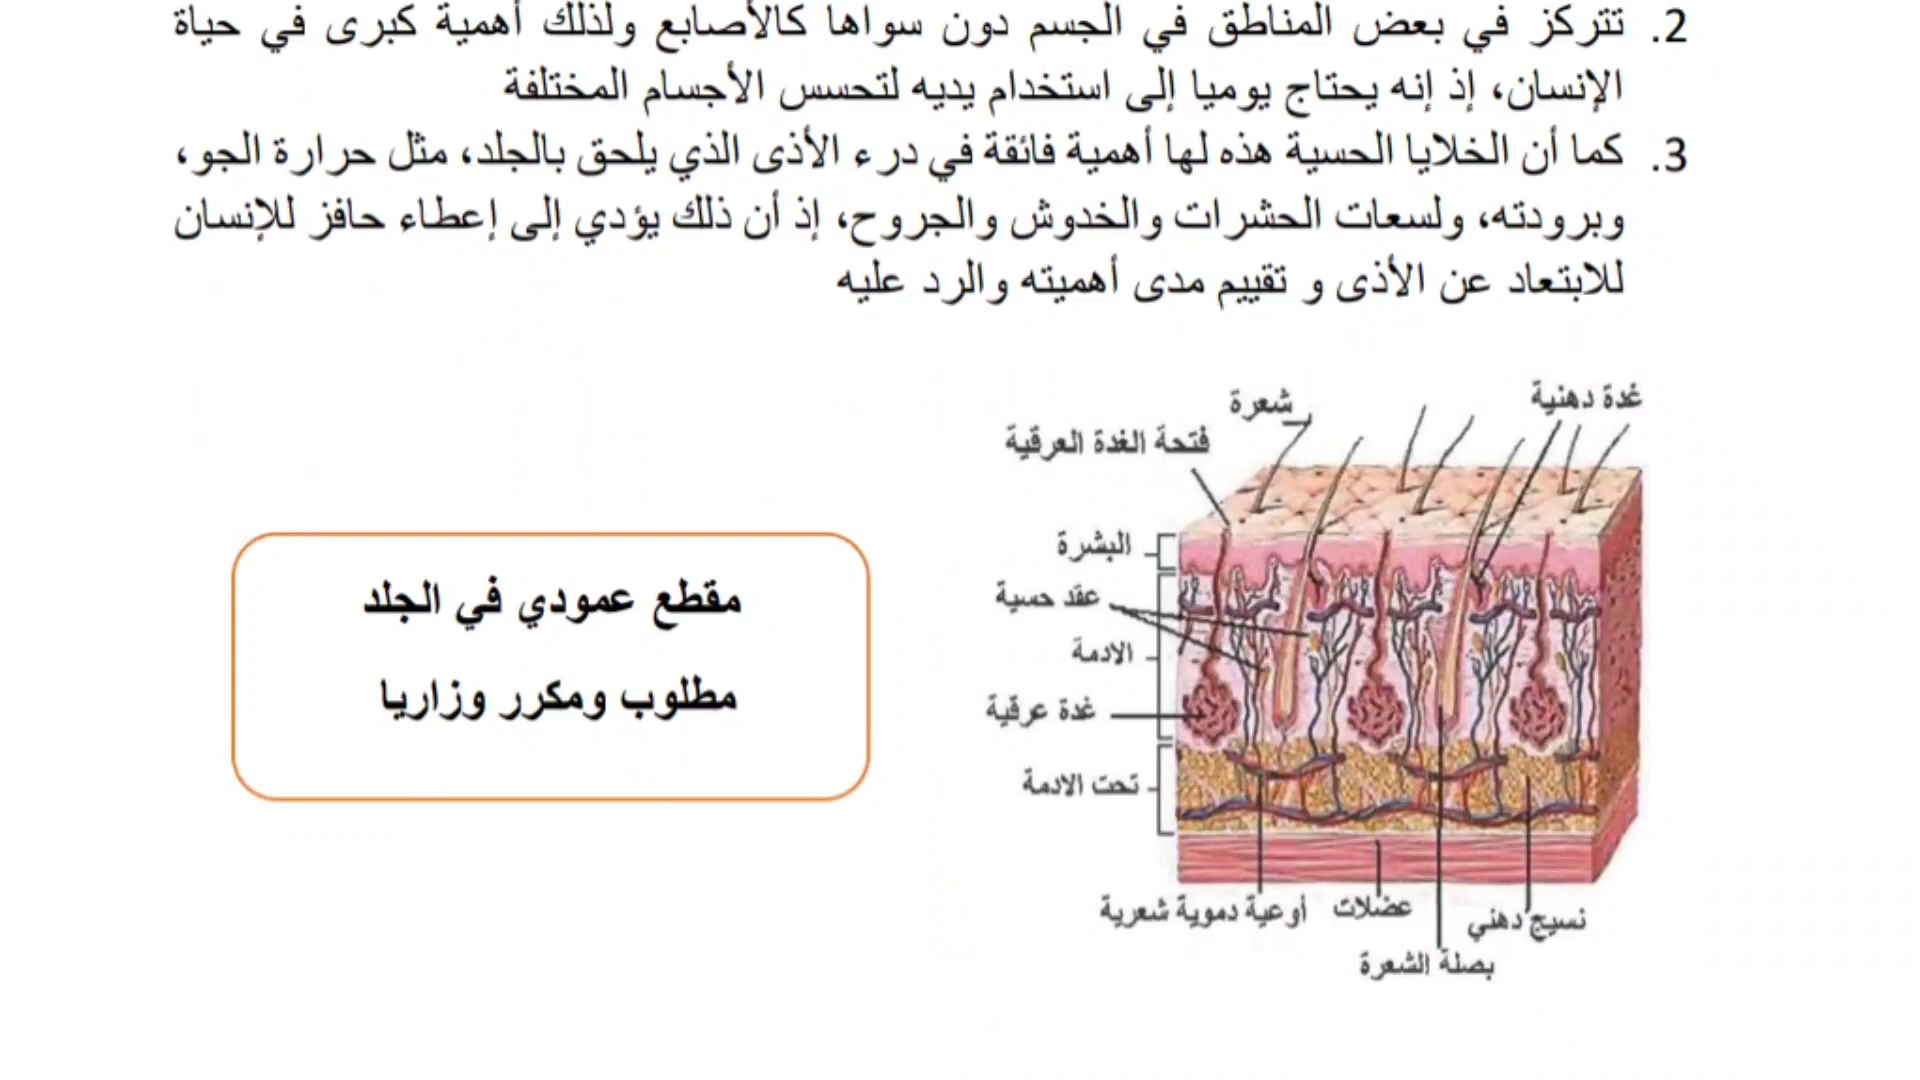 2. تتركز في بعض المناطق في الجسم دون سواها كالأصابع ولذلك أهمية كبرى في حياة
الإنسان، إذ إنه يحتاج يوميا إلى استخدام يديه لتحسس الأجسام المختلفة
3. كما أن الخلايا الحسية هذه لها أهمية فائقة في درء الأذى الذي يلحق بالجلد، مثل حرارة الجو،
وبرودته، ولسعات الحشرات والخدوش والجروح، إذ أن ذلك يؤدي إلى إعطاء حافز للإنسان
للابتعاد عن الأذى و تقييم مدى أهميته والرد عليه
غدة دهنية
شعرة
فتحة الغدة العرقية
البشرة
عقد حسية
الادمة
غدة عرقية
تحت الادمة
نسيج دهني
عضلات
أوعية دموية شعرية
بصلة الشعرة
مقطع عمودي في الجلد
مطلوب ومكرر وزاريا